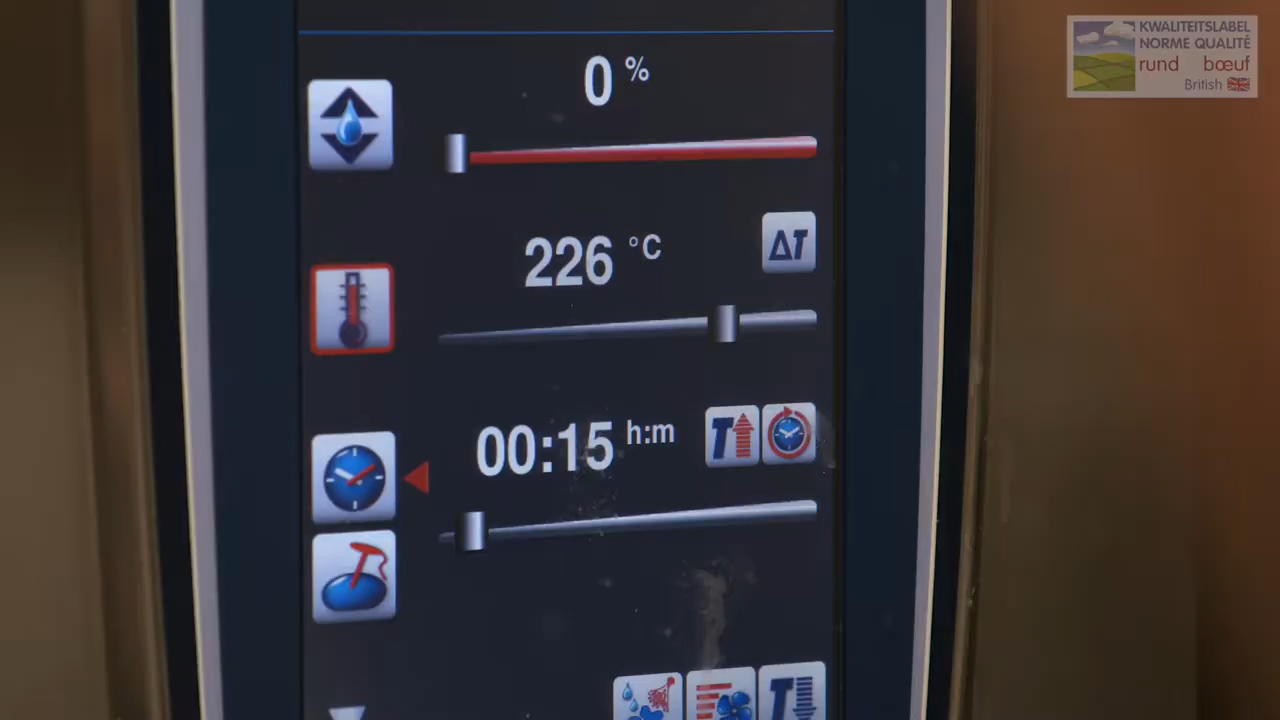 KWALITEITSLABEL
NORME QUALITÉ
rund bœuf
British
0 %
226 °C
ΔT
00:15 h:m
T
T